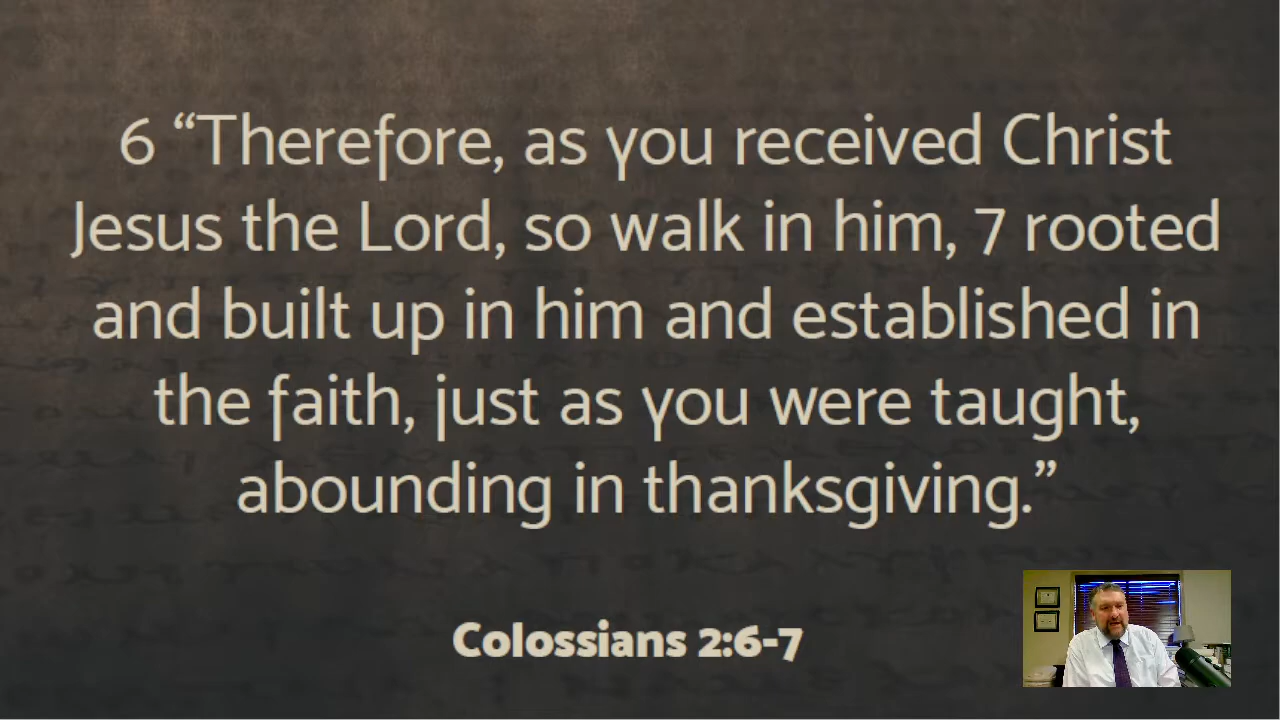 6 “Therefore, as you received Christ
Jesus the Lord, so walk in him, 7 rooted
and built up in him and established in
the faith, just as you were taught,
abounding in thanksgiving.”
Colossians 2:6-7